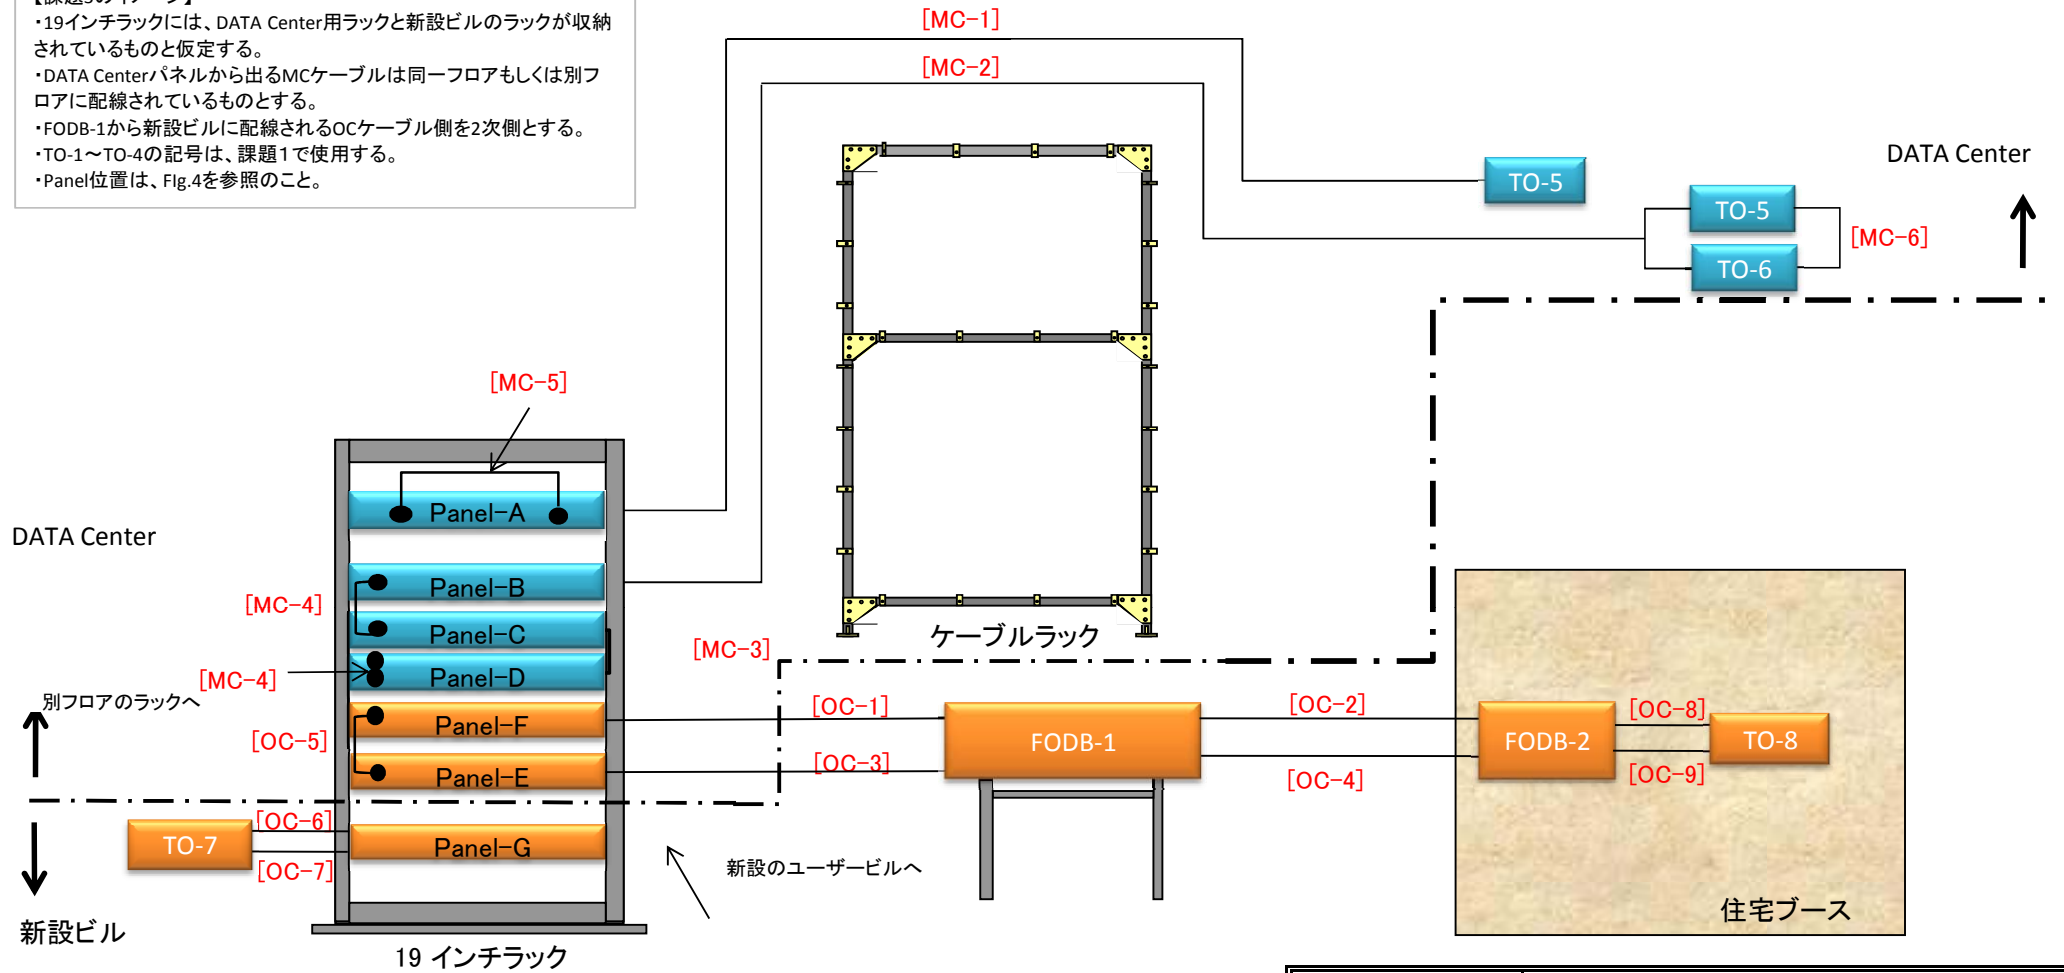 【課題3のイメージ】
・19インチラックには、DATA Center用ラックと新設ビルのラックが収納
されているものと仮定する。
・DATA Centerパネルから出るMCケーブルは同一フロアもしくは別フ
ロアに配線されているものとする。
・FODB-1から新設ビルに配線されるOCケーブル側を2次側とする。
・TO-1～TO-4の記号は、課題1で使用する。
・Panel位置は、FIg.4を参照のこと。
[MC-1]
[MC-2]
DATA Center
TO-5
TO-5
[MC-6]
TO-6
[MC-5]
Panel-A
DATA Center
Panel-B
[MC-4]
Panel-C
ケーブルラック
[MC-3]
Panel-D
[MC-4]
別フロアのラックへ
Panel-F
[OC-1]
[OC-2]
[OC-8]
[OC-5]
FODB-1
FODB-2
TO-8
Panel-E
[OC-3]
[OC-4]
[OC-9]
[OC-6]
TO-7
Panel-G
[OC-7]
新設のユーザービルへ
新設ビル
住宅ブース
19 インチラック